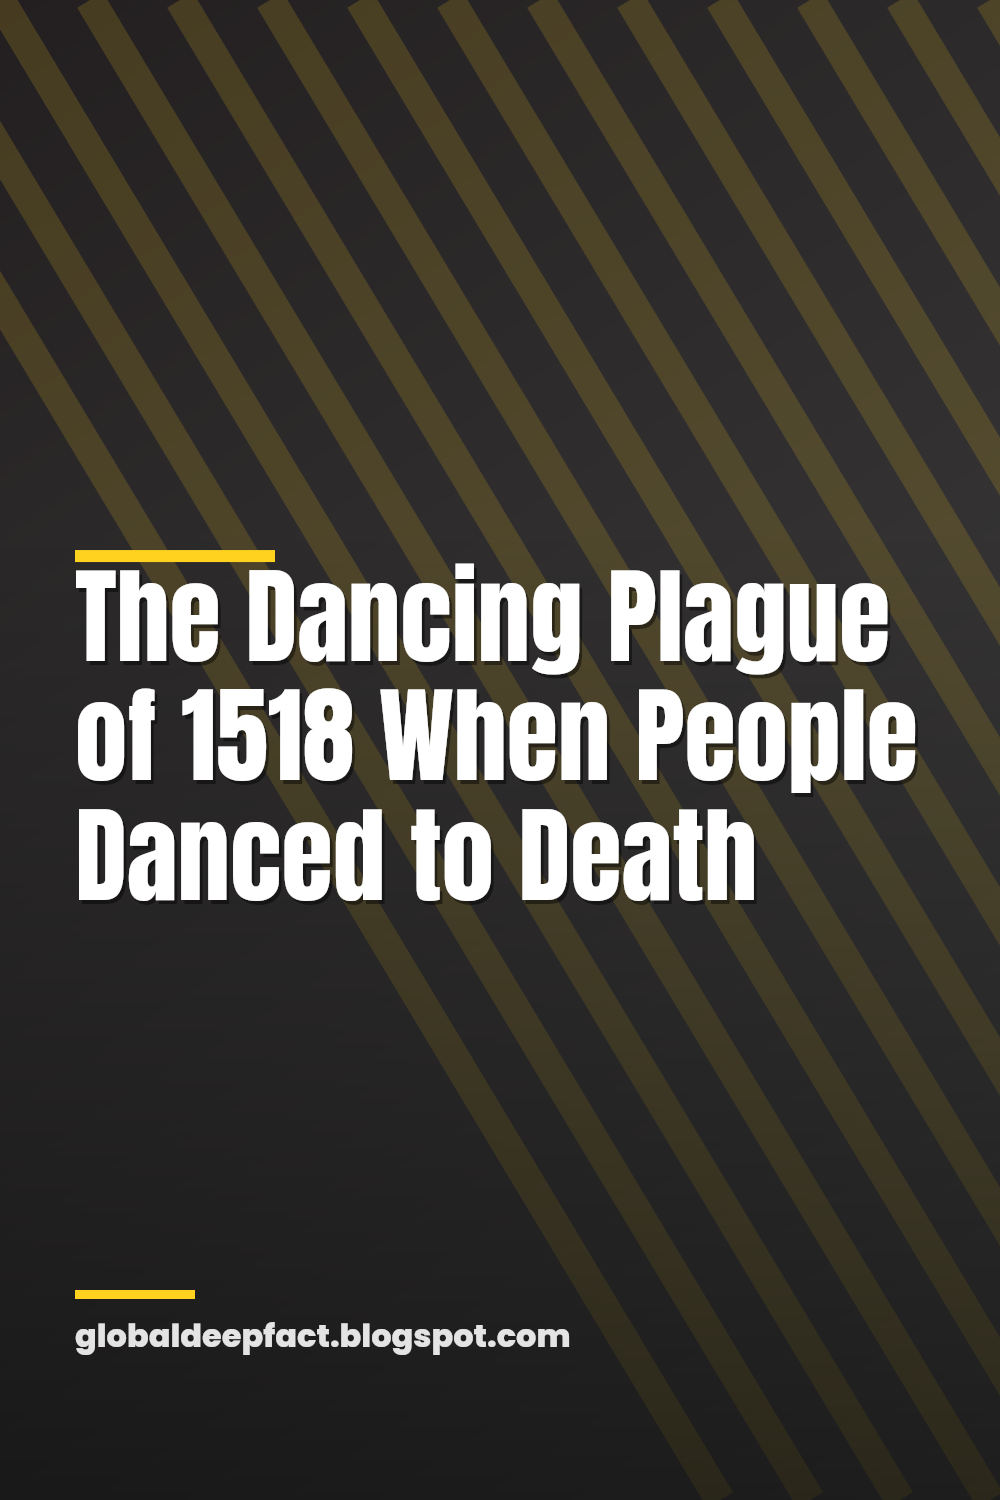 The Dancing Plague
of 1518 When People
Danced to Death
globaldeepfact.blogspot.com